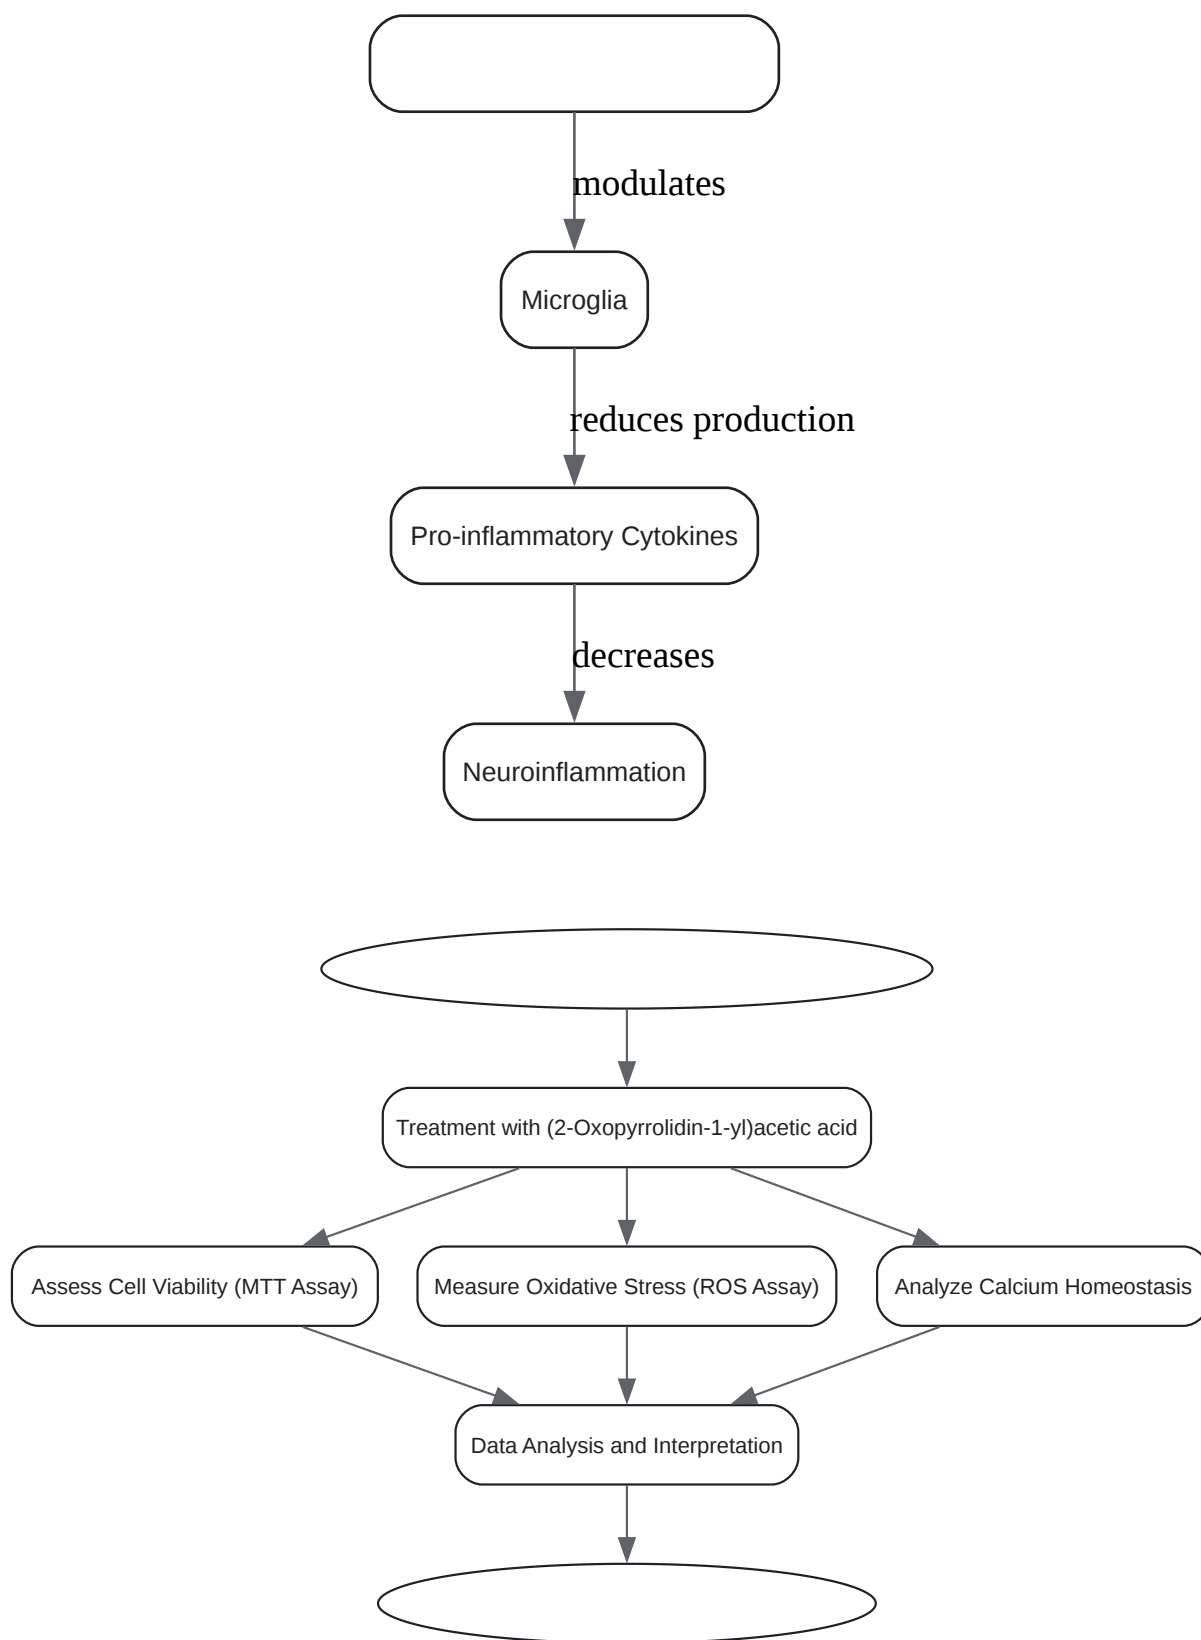 modulates
Microglia
reduces production
Pro-inflammatory Cytokines
decreases
Neuroinflammation
Treatment with (2-Oxopyrrolidin-1-yl)acetic acid
Assess Cell Viability (MTT Assay)
Measure Oxidative Stress (ROS Assay)
Analyze Calcium Homeostasis
Data Analysis and Interpretation